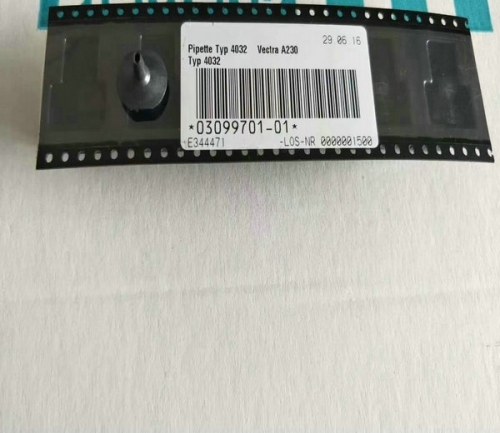 29.06.16
Pipette Typ 4032 Vectra A230
Typ 4032
*03099701-01*
E344471 -LOS-NR 0000001500